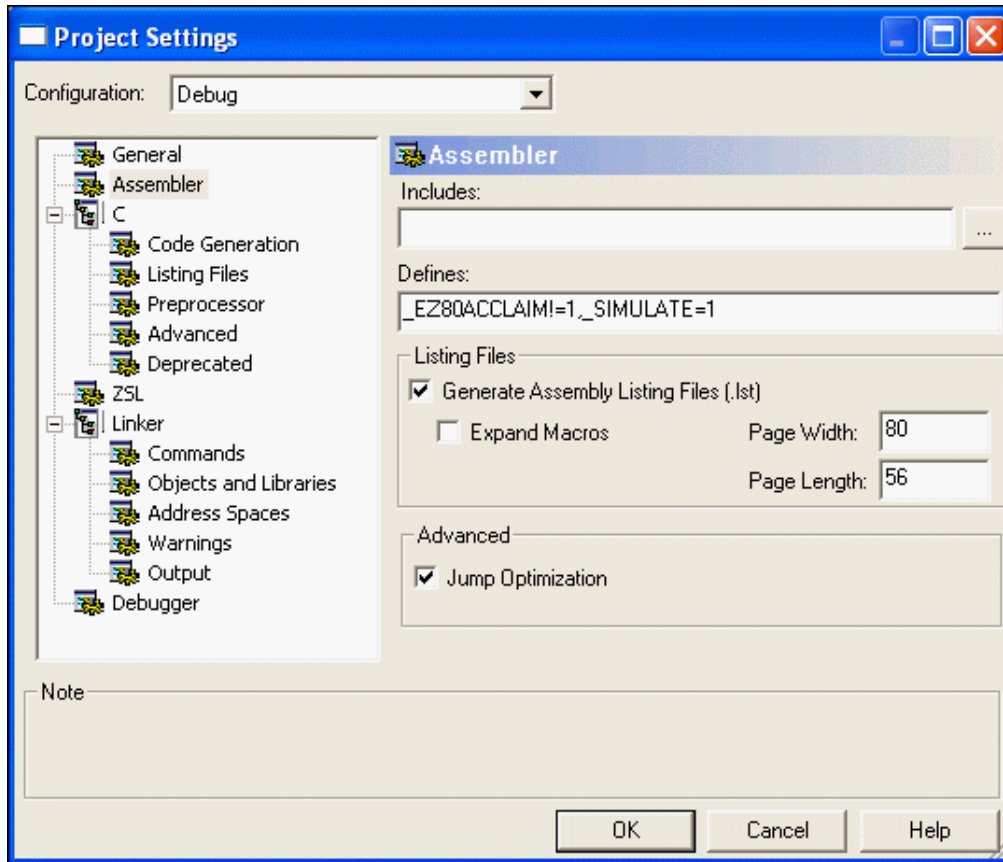 Project Settings
Configuration: Debug
General
Assembler
C
Code Generation
Listing Files
Preprocessor
Advanced
Deprecated
ZSL
Linker
Commands
Objects and Libraries
Address Spaces
Warnings
Output
Debugger
Assembler
Includes:
...
Defines:
_EZ80ACCLAIM!=1,_SIMULATE=1
Listing Files
Generate Assembly Listing Files (.lst)
Expand Macros Page Width: 80
Page Length: 56
Advanced
Jump Optimization
Note
OK Cancel Help